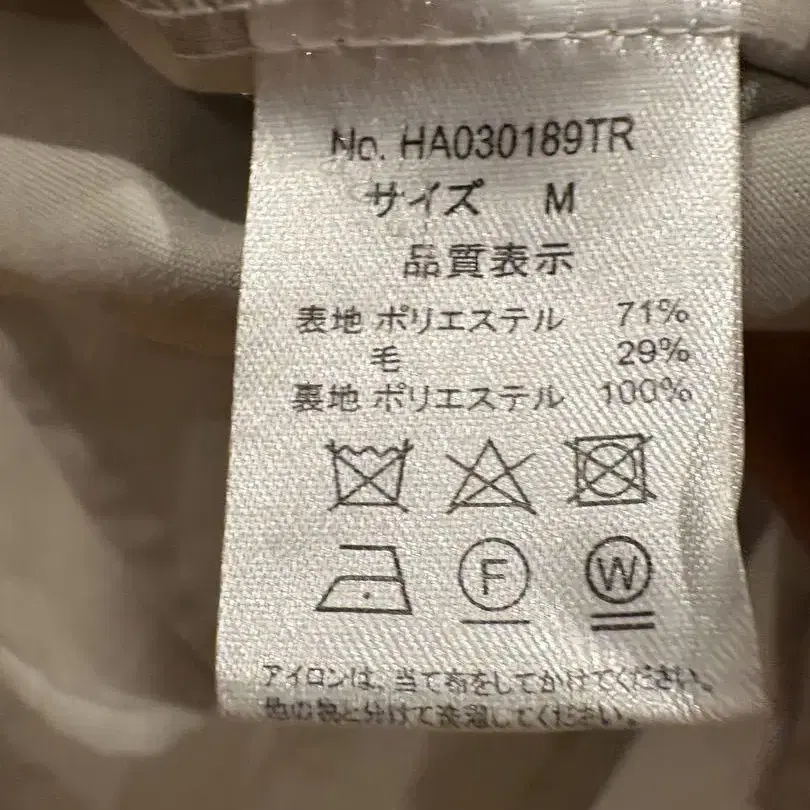 No. HA030189TR
サイズ M
品質表示
表地 ポリエステル 71%
毛 29%
裏地 ポリエステル 100%
F W
アイロンは、当て布をしてかけてください。
他の物と分けて洗濯してください。